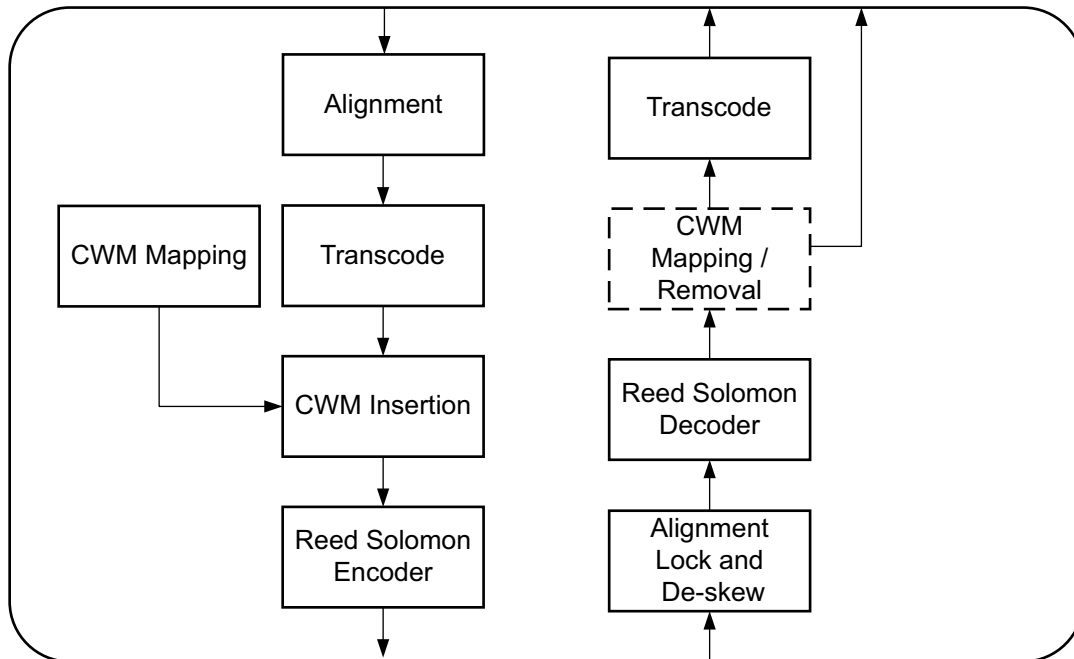 Alignment
Transcode
CWM Mapping
Transcode
CWM
Mapping /
Removal
CWM Insertion
Reed Solomon
Decoder
Reed Solomon
Encoder
Alignment
Lock and
De-skew